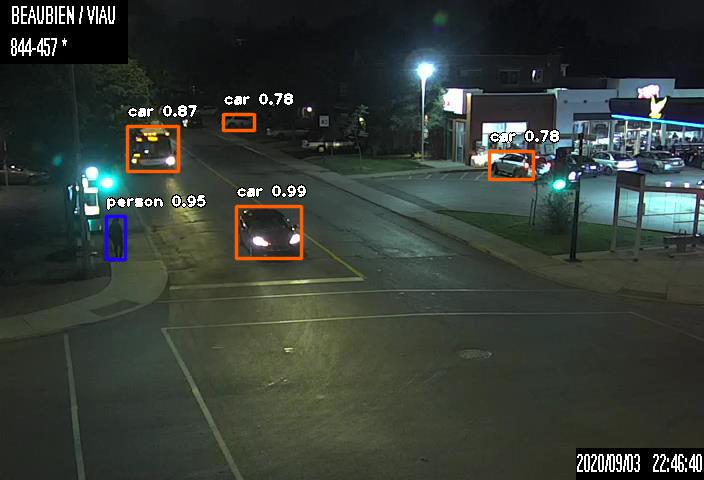 BEAUBIEN / VIAU
844-457 *
car 0.87
car 0.78
car 0.78
person 0.95
car 0.99
2020/09/03 22:46:40